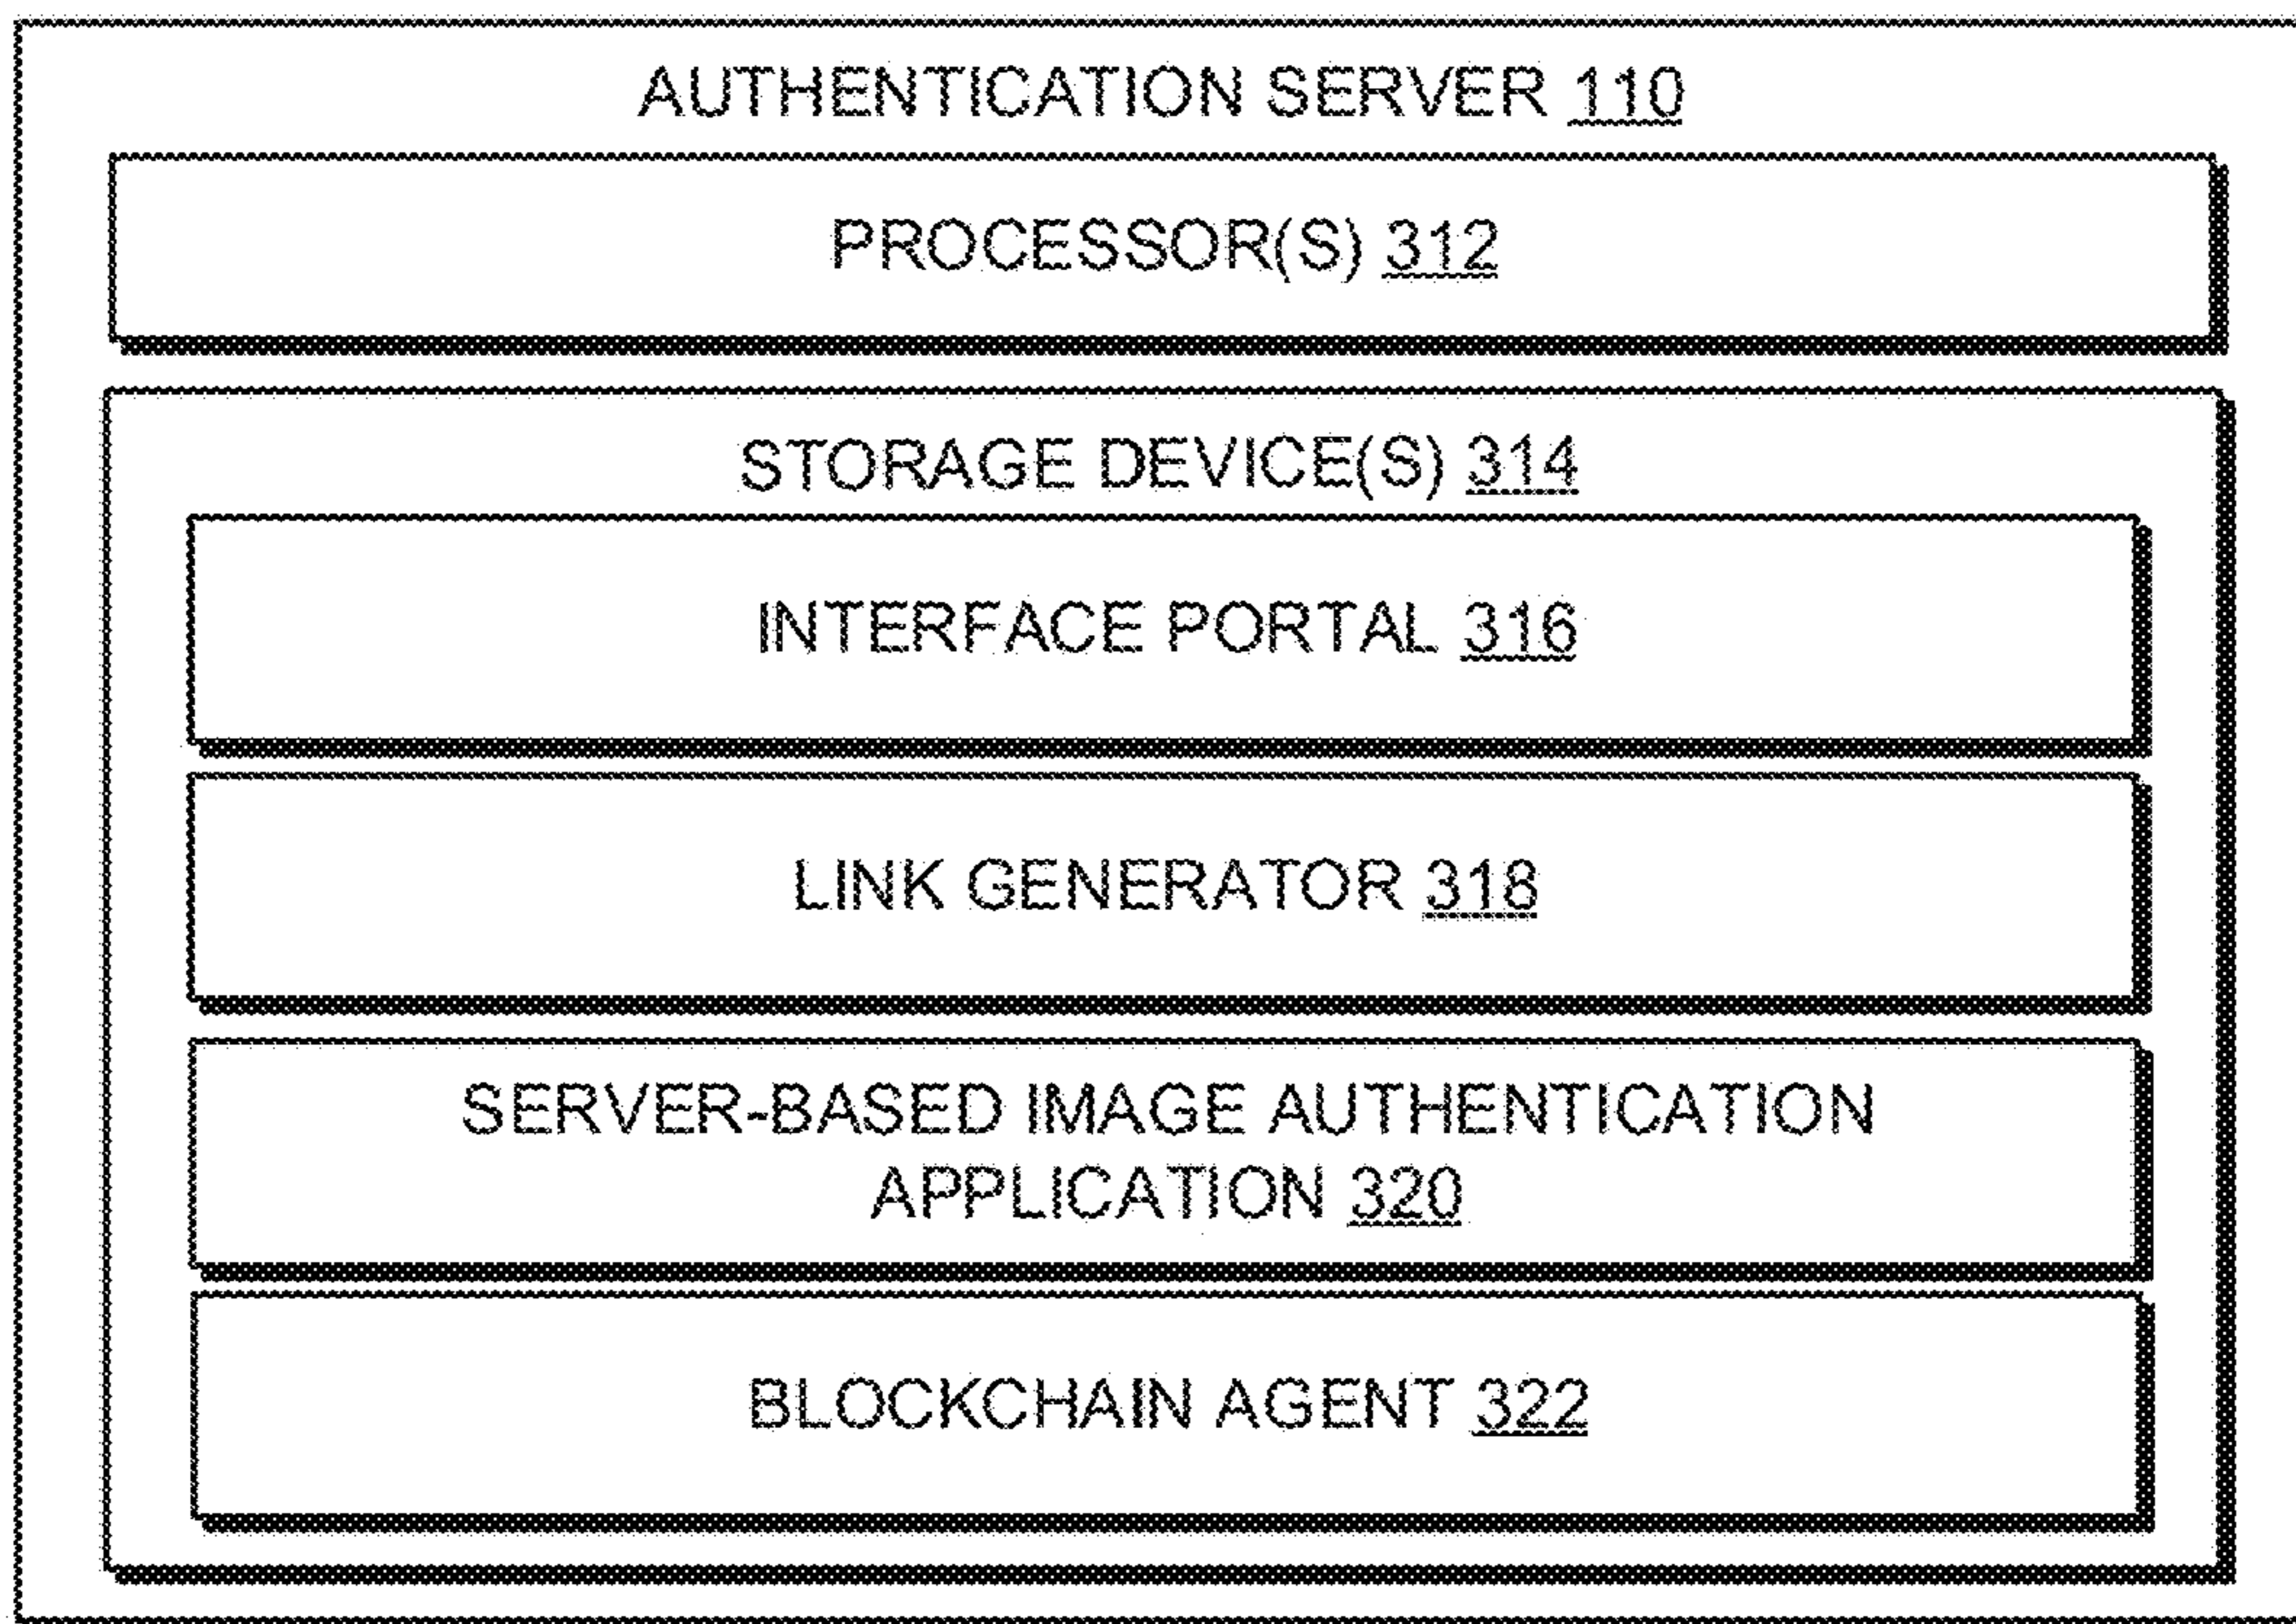 AUTHENTICATION SERVER 110
PROCESSOR(S) 312
STORAGE DEVICE(S) 314
INTERFACE PORTAL 316
LINK GENERATOR 318
SERVER-BASED IMAGE AUTHENTICATION
APPLICATION 320
BLOCKCHAIN AGENT 322